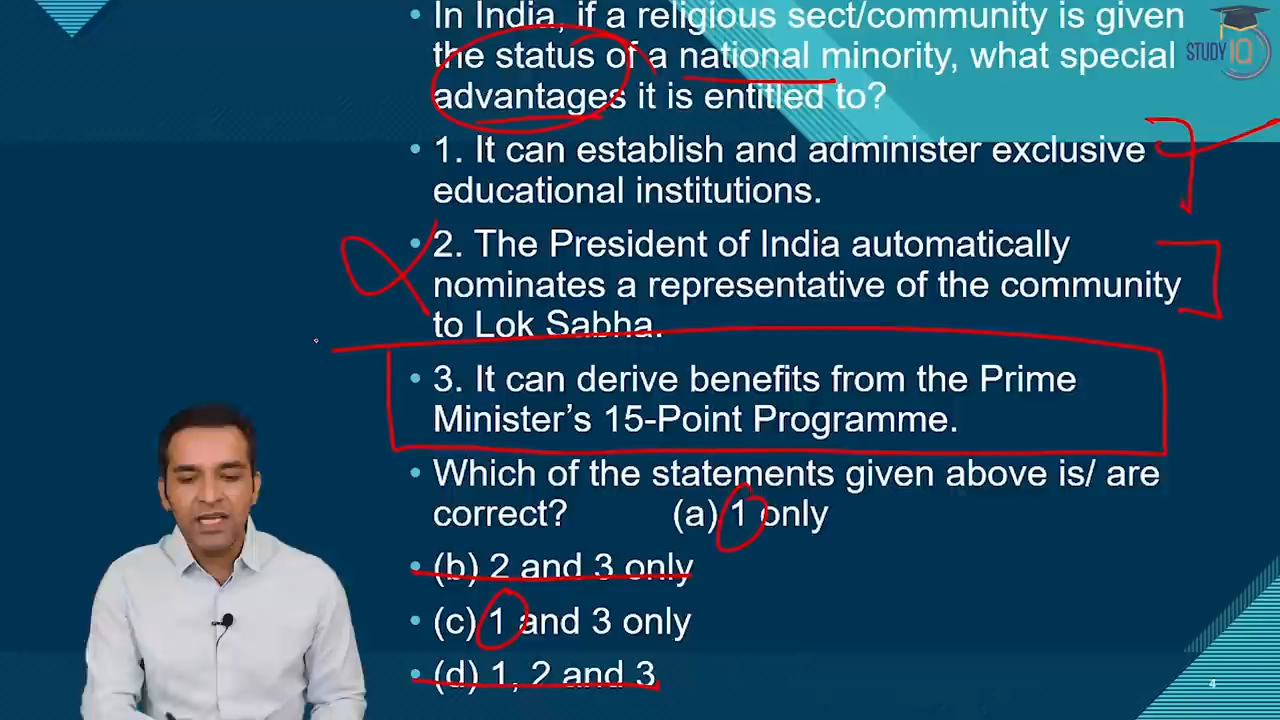 In India, if a religious sect/community is given
the status of a national minority, what special
advantages it is entitled to?
STUDY IQ
• 1. It can establish and administer exclusive
educational institutions.
• 2. The President of India automatically
nominates a representative of the community
to Lok Sabha.
• 3. It can derive benefits from the Prime
Minister’s 15-Point Programme.
• Which of the statements given above is/ are
correct? (a) 1 only
• (b) 2 and 3 only
• (c) 1 and 3 only
• (d) 1, 2 and 3
4